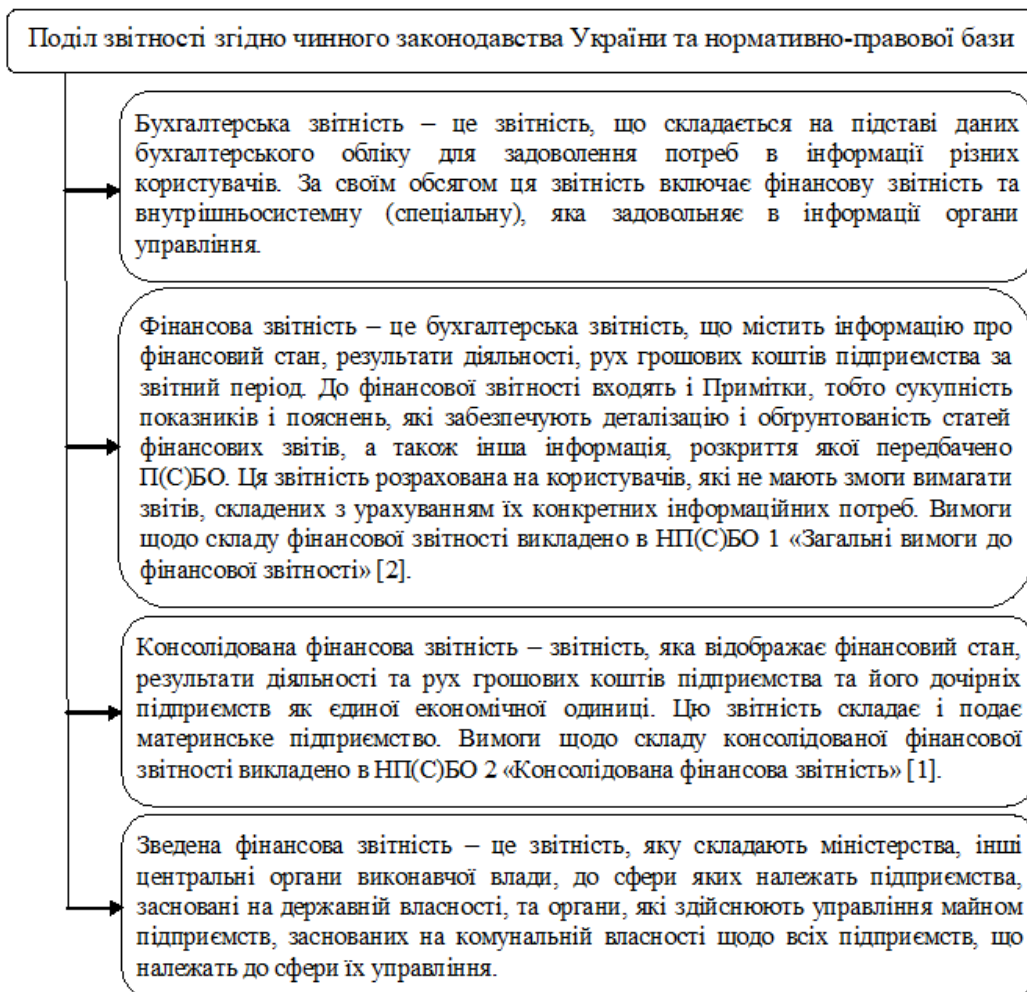 Поділ звітності згідно чинного законодавства України та нормативно-правової бази
Бухгалтерська звітність – це звітність, що складається на підставі даних
бухгалтерського обліку для задоволення потреб в інформації різних
користувачів. За своїм обсягом ця звітність включає фінансову звітність та
внутрішньосистемну (спеціальну), яка задовольняє в інформації органи
управління.
Фінансова звітність – це бухгалтерська звітність, що містить інформацію про
фінансовий стан, результати діяльності, рух грошових коштів підприємства за
звітний період. До фінансової звітності входять і Примітки, тобто сукупність
показників і пояснень, які забезпечують деталізацію і обґрунтованість статей
фінансових звітів, а також інша інформація, розкриття якої передбачено
П(С)БО. Ця звітність розрахована на користувачів, які не мають змоги вимагати
звітів, складених з урахуванням їх конкретних інформаційних потреб. Вимоги
щодо складу фінансової звітності викладено в НП(С)БО 1 «Загальні вимоги до
фінансової звітності» [2].
Консолідована фінансова звітність – звітність, яка відображає фінансовий стан,
результати діяльності та рух грошових коштів підприємства та його дочірніх
підприємств як єдиної економічної одиниці. Цю звітність складає і подає
материнське підприємство. Вимоги щодо складу консолідованої фінансової
звітності викладено в НП(С)БО 2 «Консолідована фінансова звітність» [1].
Зведена фінансова звітність – це звітність, яку складають міністерства, інші
центральні органи виконавчої влади, до сфери яких належать підприємства,
засновані на державній власності, та органи, які здійснюють управління майном
підприємств, заснованих на комунальній власності щодо всіх підприємств, що
належать до сфери їх управління.